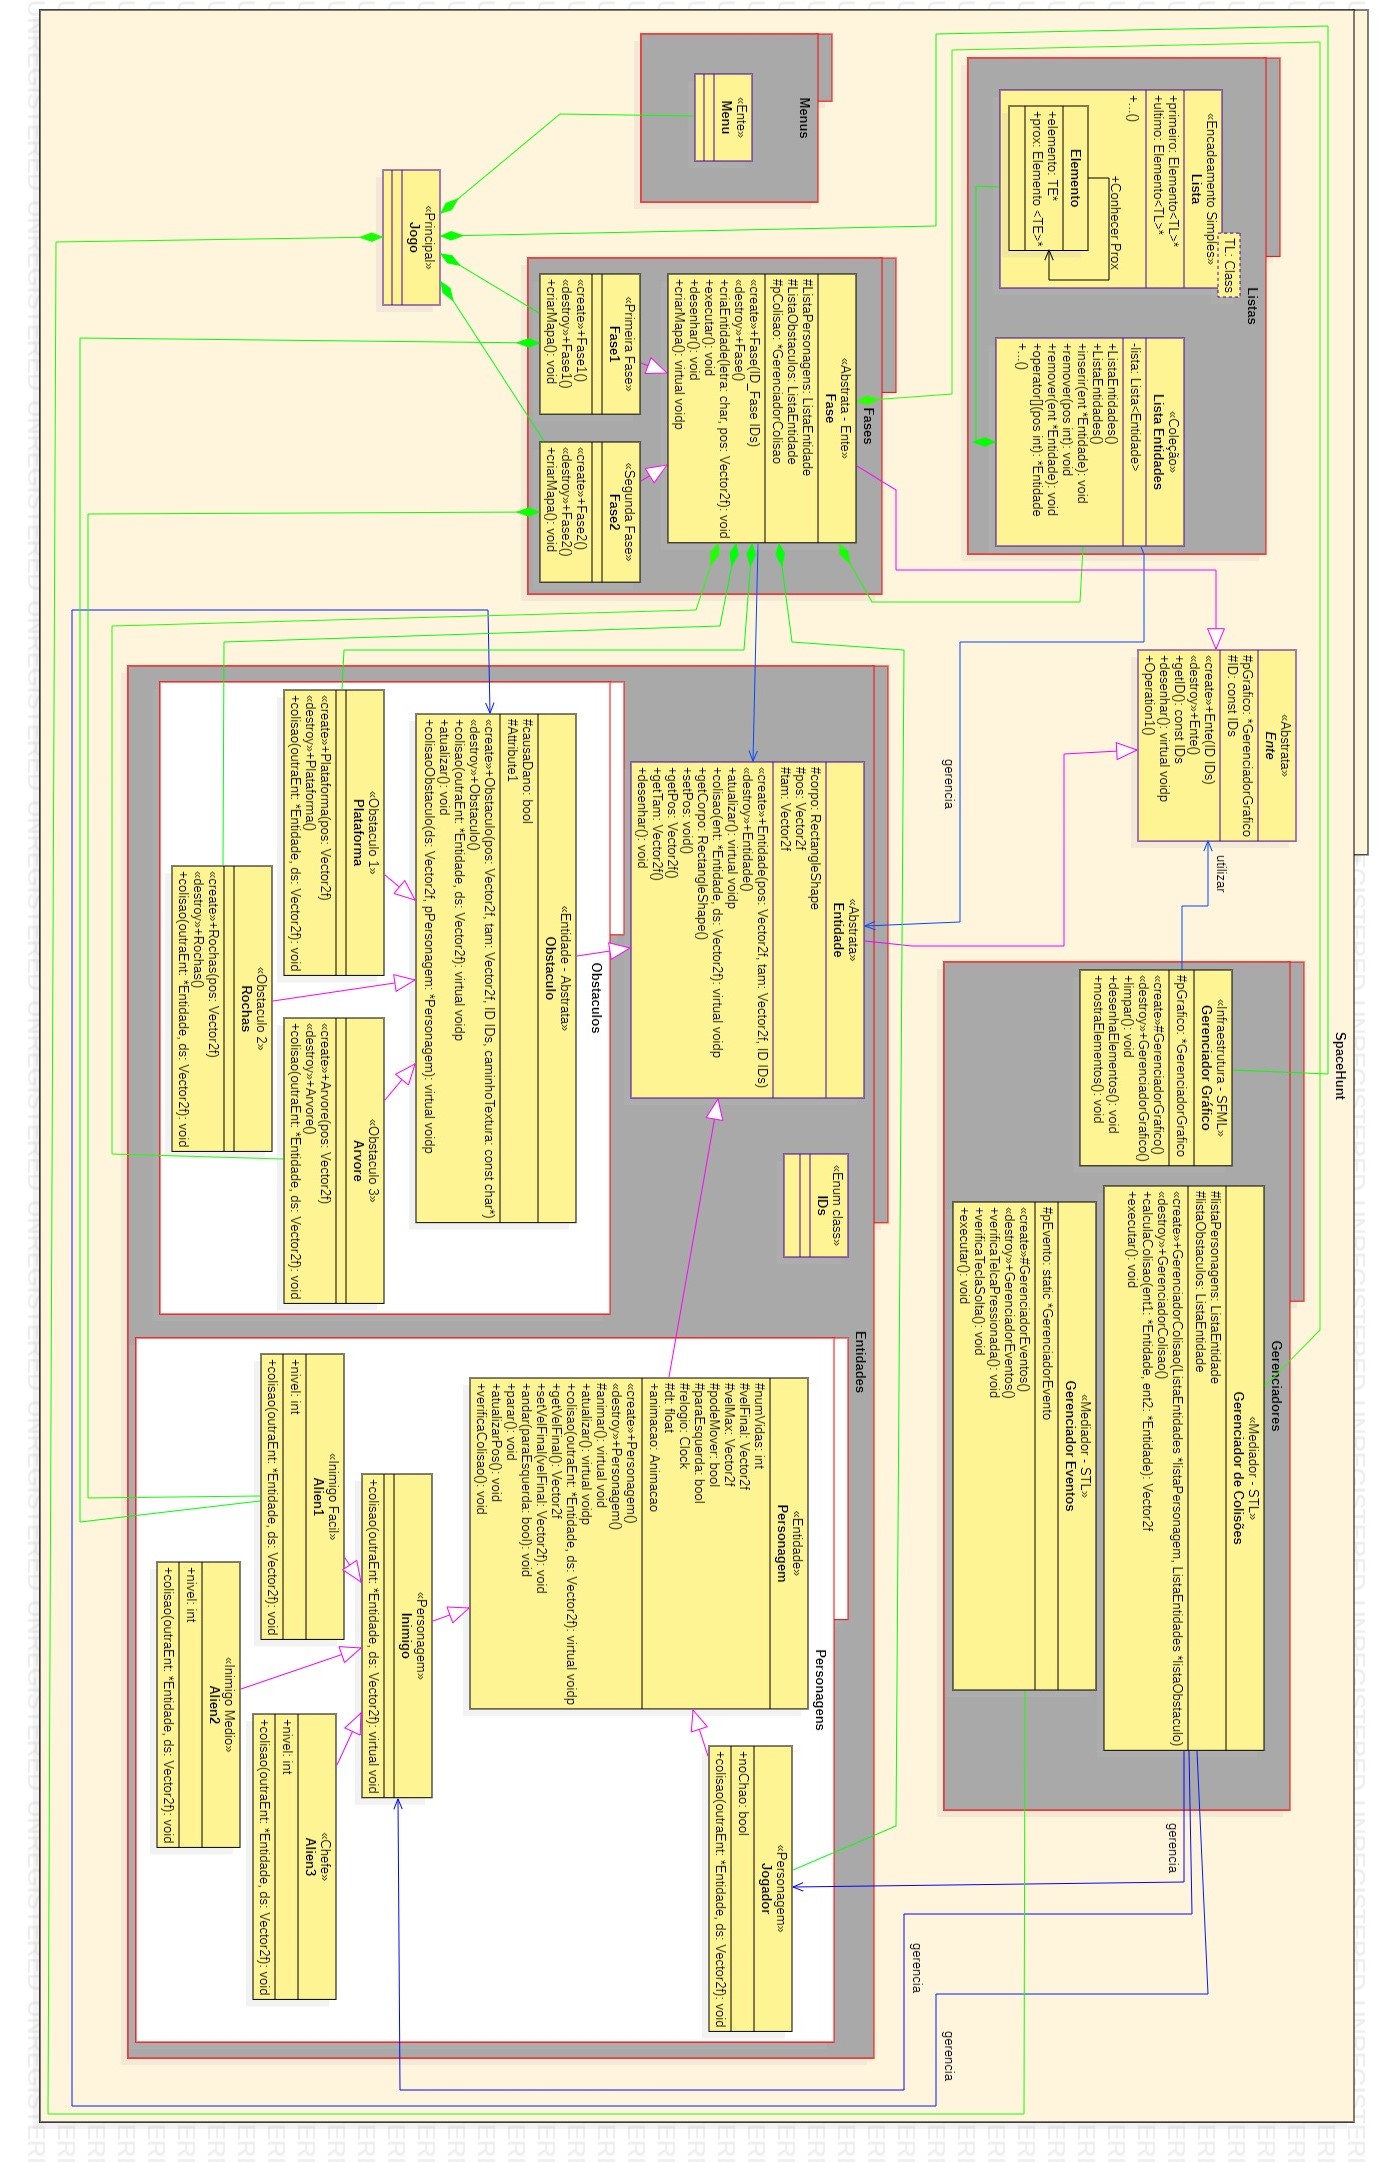 SpaceHunt
Listas
«Encadeamento Simples»
Lista
TL: Class
+primeiro: Elemento<TL>*
+ultimo: Elemento<TL>*
+...()
Elemento
+elemento: TE*
+prox: Elemento <TE>*
+Conhecer Prox
«Coleção»
Lista Entidades
-lista: Lista<Entidade>
+ListaEntidades()
+ListaEntidades()
+inserir(ent *Entidade): void
+remover(pos int): void
+remover(ent *Entidade): void
+operator[](pos int): *Entidade
+...()
«Abstrata»
Ente
#pGrafico: *GerenciadorGrafico
#ID: const IDs
«create»+Ente(ID IDs)
«destroy»+Ente()
+getID(): const IDs
+desenhar(): virtual voidp
+Operation1()
utilizar
gerencia
Gerenciadores
«Infraestrutura - SFML»
Gerenciador Gráfico
#pGrafico: *GerenciadorGrafico
«create»#GerenciadorGrafico()
«destroy»+GerenciadorGrafico()
+limpar(): void
+desenhaElementos(): void
+mostraElementos(): void
«Mediador - STL»
Gerenciador de Colisões
#listaPersonagens: ListaEntidade
#listaObstaculos: ListaEntidade
«create»+GerenciadorColisao(ListaEntidades *listaPersonagem, ListaEntidades *listaObstaculo)
«destroy»+GerenciadorColisao()
+calculaColisao(ent1: *Entidade, ent2: *Entidade): Vector2f
+executar(): void
«Mediador - STL»
Gerenciador Eventos
#pEvento: static *GerenciadorEvento
«create»#GerenciadorEventos()
«destroy»+GerenciadorEventos()
+verificaTelcaPressionada(): void
+verificaTeclaSolta(): void
+executar(): void
gerencia
gerencia
gerencia
Menus
«Ente»
Menu
Fases
«Abstrata - Ente»
Fase
#ListaPersonagens: ListaEntidade
#ListaObstaculos: ListaEntidade
#pColisao: *GerenciadorColisao
«create»+Fase(ID_Fase IDs)
«destroy»+Fase()
+criaEntidade(letra: char, pos: Vector2f): void
+executar(): void
+desenhar(): void
+criarMapa(): virtual voidp
«Primeira Fase»
Fase1
«create»+Fase1()
«destroy»+Fase1()
+criarMapa(): void
«Segunda Fase»
Fase2
«create»+Fase2()
«destroy»+Fase2()
+criarMapa(): void
«Principal»
Jogo
Entidades
«Abstrata»
Entidade
#corpo: RectangleShape
#pos: Vector2f
#tam: Vector2f
«create»+Entidade(pos: Vector2f, tam: Vector2f, ID IDs)
«destroy»+Entidade()
+atualizar(): virtual voidp
+colisão(ent: *Entidade, ds: Vector2f): virtual voidp
+getCorpo: RectangleShape()
+setPos: void()
+getPos: Vector2f()
+getTam: Vector2f()
+desenhar(): void
«Enum class»
IDs
Obstaculos
«Entidade - Abstrata»
Obstaculo
#causaDano: bool
#Attribute1
«create»+Obstaculo(pos: Vector2f, tam: Vector2f, ID IDs, caminhoTextura: const char*)
«destroy»+Obstaculo()
+colisão(outraEnt: *Entidade, ds: Vector2f): virtual voidp
+atualizar(): void
+colisaoObstaculo(ds: Vector2f, pPersonagem: *Personagem): virtual voidp
«Obstaculo 1»
Plataforma
«create»+Plataforma(pos: Vector2f)
«destroy»+Plataforma()
+colisão(outraEnt: *Entidade, ds: Vector2f): void
«Obstaculo 2»
Rochas
«create»+Rochas(pos: Vector2f)
«destroy»+Rochas()
+colisão(outraEnt: *Entidade, ds: Vector2f): void
«Obstaculo 3»
Arvore
«create»+Arvore(pos: Vector2f)
«destroy»+Arvore()
+colisão(outraEnt: *Entidade, ds: Vector2f): void
Personagens
«Entidade»
Personagem
#numVidas: int
#velFinal: Vector2f
#velMax: Vector2f
#podeMover: bool
#paraEsquerda: bool
#relogio: Clock
#dt: float
+animacao: Animacao
«create»+Personagem()
«destroy»+Personagem()
#animar(): virtual void
+atualizar(): virtual voidp
+colisão(outraEnt: *Entidade, ds: Vector2f): virtual voidp
+getVelFinal(): Vector2f
+setVelFinal(velFinal: Vector2f): void
+andar(paraEsquerda: bool): void
+parar(): void
+atualizarPos(): void
+verificaColisao(): void
«Personagem»
Jogador
+noChao: bool
+colisão(outraEnt: *Entidade, ds: Vector2f): void
«Personagem»
Inimigo
+colisão(outraEnt: *Entidade, ds: Vector2f): virtual void
«Inimigo Facil»
Alien1
+nivel: int
+colisão(outraEnt: *Entidade, ds: Vector2f): void
«Inimigo Medio»
Alien2
+nivel: int
+colisão(outraEnt: *Entidade, ds: Vector2f): void
«Chefe»
Alien3
+nivel: int
+colisão(outraEnt: *Entidade, ds: Vector2f): void